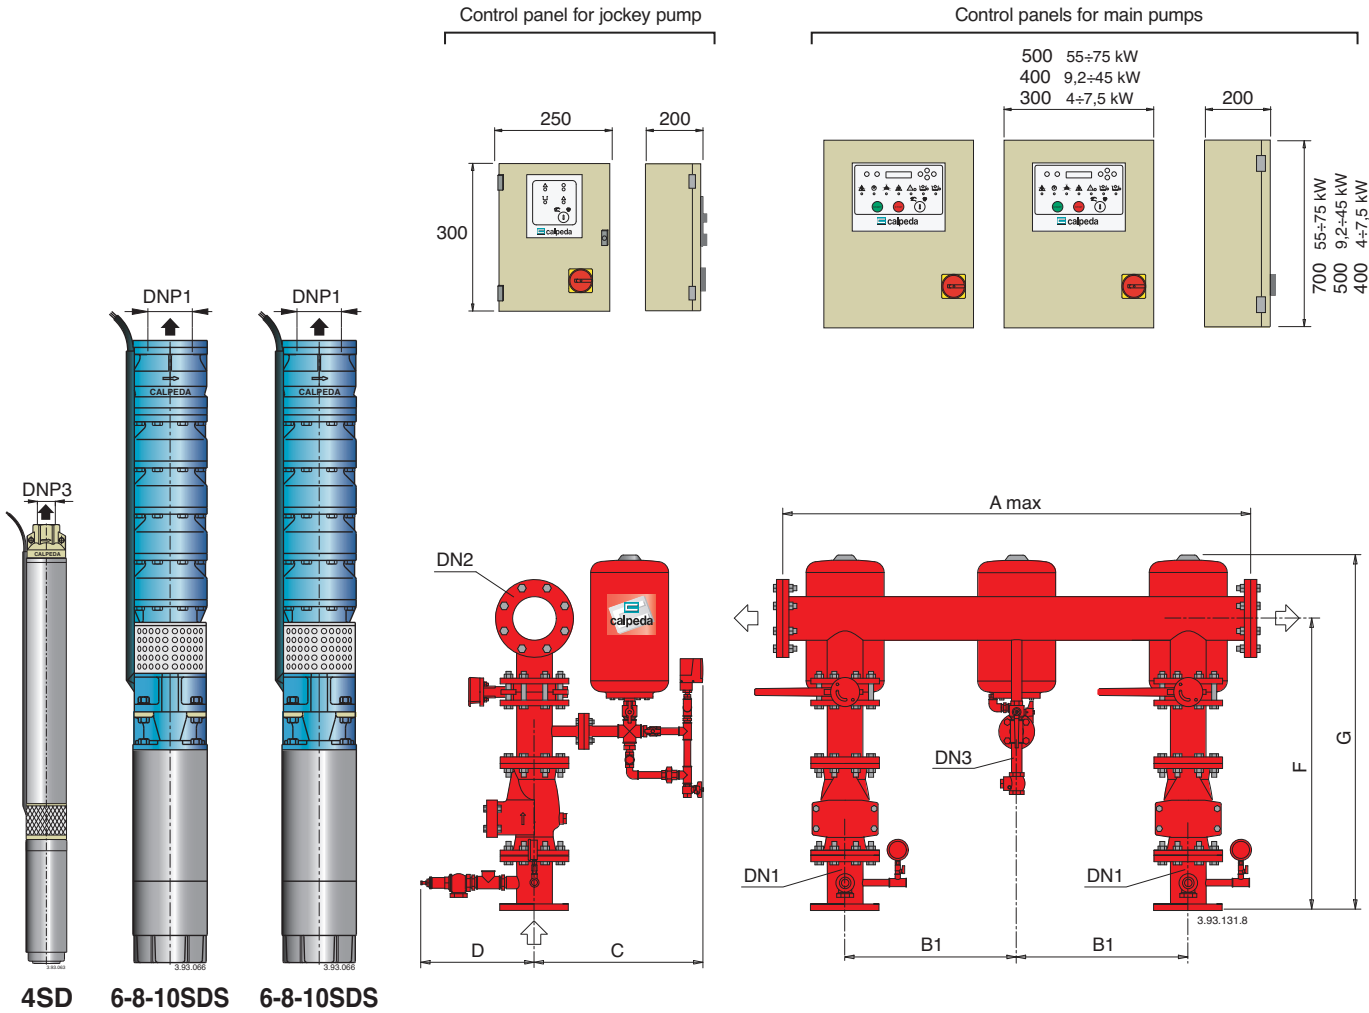 Control panel for jockey pump
Control panels for main pumps
500 55÷75 kW
400 9,2÷45 kW
300 4÷7,5 kW
250
200
200
300
calpeda
calpeda
calpeda
700 55÷75 kW
500 9,2÷45 kW
400 4÷7,5 kW
DNP1
DNP1
CALPEDA
CALPEDA
DNP3
CALPEDA
A max
DN2
calpeda
DN3
F
G
DN1
DN1
3.93.131.8
D
C
B1
B1
3.93.063
3.93.066
3.93.066
4SD
6-8-10SDS
6-8-10SDS